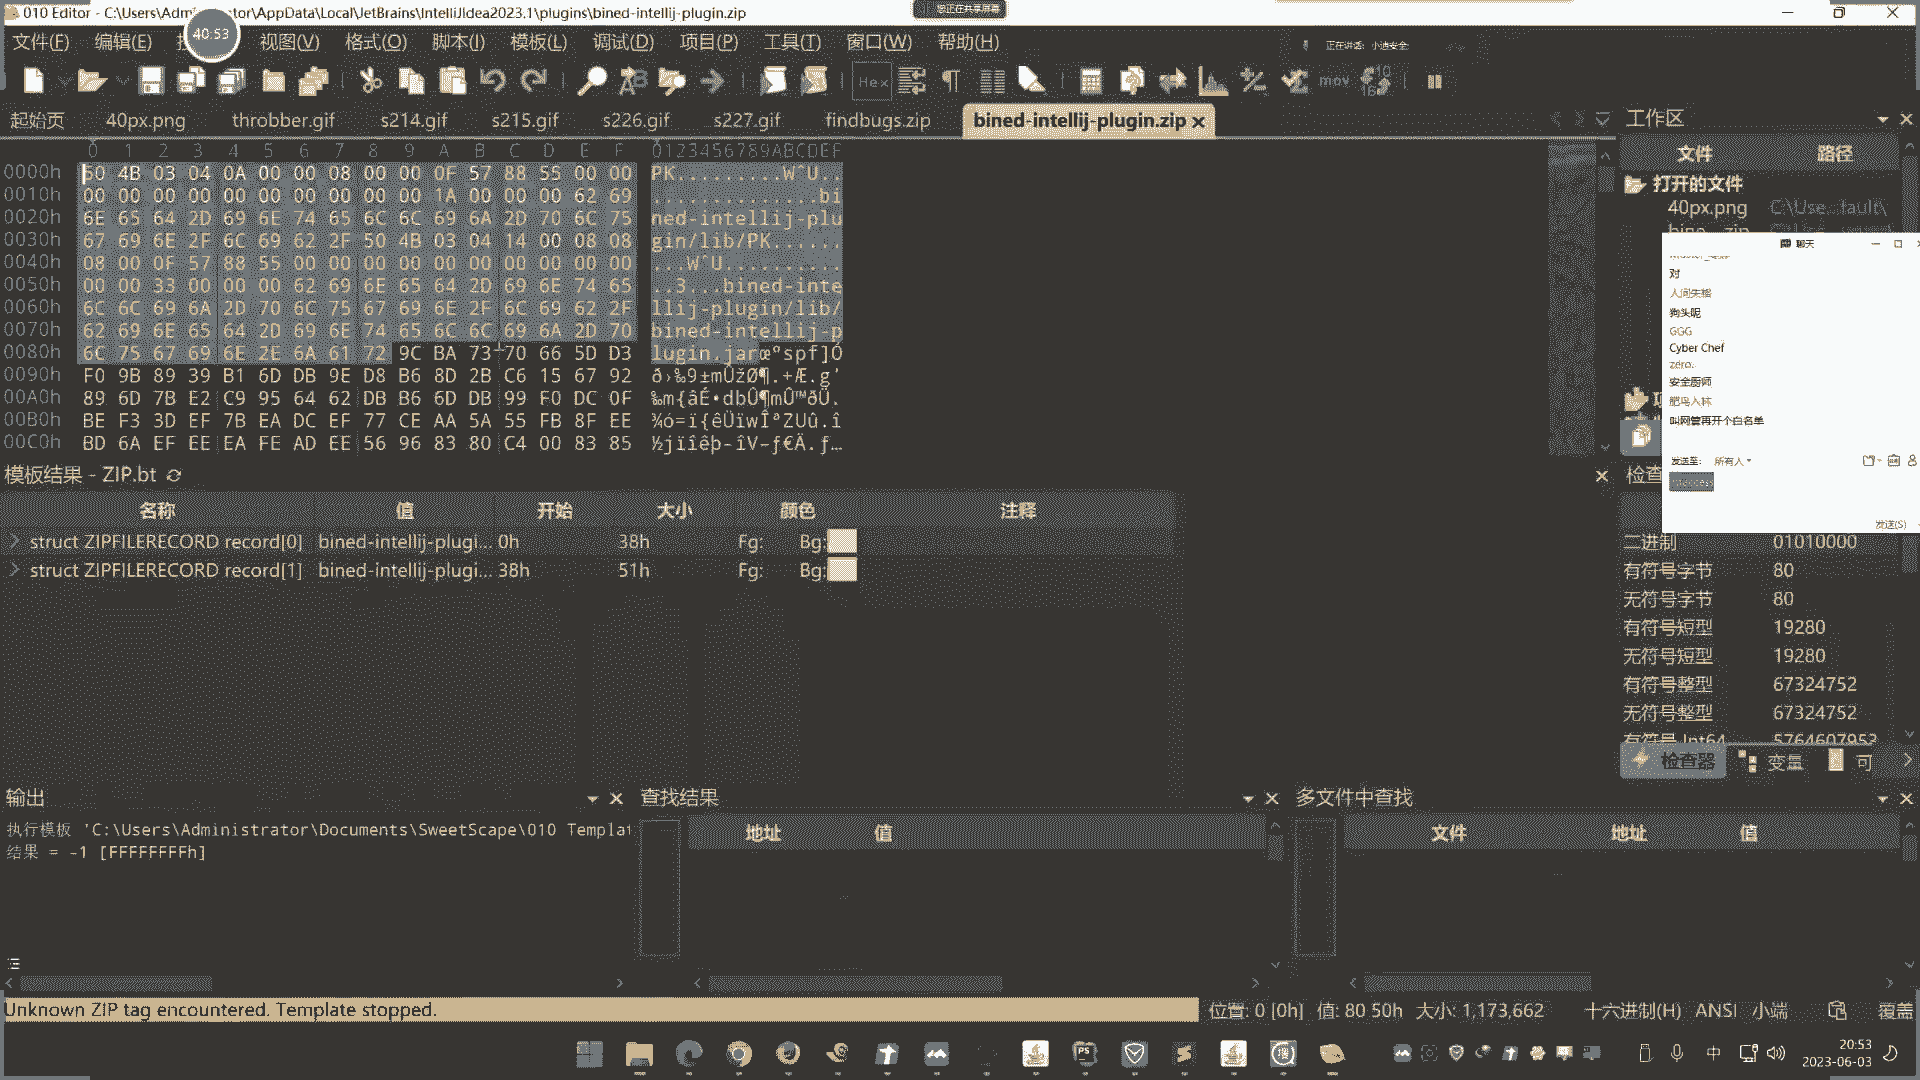 010 Editor - C:\Users\Administrator\AppData\Local\JetBrains\IntelliJIdea2023.1\plugins\bined-intellij-plugin.zip
您正在共享屏幕
40:53
文件(F) 编辑(E) 视图(V) 格式(O) 脚本(I) 模板(L) 调试(D) 项目(P) 工具(T) 窗口(W) 帮助(H)
正在讲话: 小迪安全;
Hex mov
起始页 40px.png throbber.gif s214.gif s215.gif s226.gif s227.gif findbugs.zip bined-intellij-plugin.zip
0 1 2 3 4 5 6 7 8 9 A B C D E F 0123456789ABCDEF
0000h 50 4B 03 04 0A 00 00 08 00 00 0F 57 88 55 00 00 PK.........WˆU..
0010h 00 00 00 00 00 00 00 00 00 00 1A 00 00 00 62 69 ..............bi
0020h 6E 65 64 2D 69 6E 74 65 6C 6C 69 6A 2D 70 6C 75 ned-intellij-plu
0030h 67 69 6E 2F 6C 69 62 2F 50 4B 03 04 14 00 08 08 gin/lib/PK......
0040h 08 00 0F 57 88 55 00 00 00 00 00 00 00 00 00 00 ...WˆU..........
0050h 00 00 33 00 00 00 62 69 6E 65 64 2D 69 6E 74 65 ..3...bined-inte
0060h 6C 6C 69 6A 2D 70 6C 75 67 69 6E 2F 6C 69 62 2F llij-plugin/lib/
0070h 62 69 6E 65 64 2D 69 6E 74 65 6C 6C 69 6A 2D 70 bined-intellij-p
0080h 6C 75 67 69 6E 2E 6A 61 72 9C BA 73 70 66 5D D3 lugin.jarœºspf]Ó
0090h F0 9B 89 39 B1 6D DB 9E D8 B6 8D 2B C6 15 67 92 ð›‰9±mÛžØ¶.+Æ.g’
00A0h 89 6D 7B E2 C9 95 64 62 DB B6 6D DB 99 F0 DC 0F ‰m{âÉ•dbÛ¶mÛ™ðÜ.
00B0h BE F3 3D EF 7B EA DC EF 77 CE AA 5A 55 FB 8F EE ¾ó=ï{êÜïwÎªZUû.î
00C0h BD 6A EF EE EA FE AD EE 56 96 83 80 C4 00 83 85 ½jïîêþ-îV–ƒ€Ä.ƒ…
模板结果 - ZIP.bt
名称 值 开始 大小 颜色 注释
struct ZIPFILERECORD record[0] bined-intellij-plugi... 0h 38h Fg: Bg:
struct ZIPFILERECORD record[1] bined-intellij-plugi... 38h 51h Fg: Bg:
工作区
文件 路径
打开的文件
40px.png C:\Use...fault\
聊天
对
人间失格
狗头呢
GGG
Cyber Chef
zero.
安全厨师
肥鸟入林
叫网管再开个白名单
发送至: 所有人
发送(S)
二进制 01010000
有符号字节 80
无符号字节 80
有符号短型 19280
无符号短型 19280
有符号整型 67324752
无符号整型 67324752
有符号 Int64
检查器 变量 可
输出
执行模板 'C:\Users\Administrator\Documents\SweetScape\010 Templat
结果 = -1 [FFFFFFFFh]
查找结果
地址 值
多文件中查找
文件 地址 值
Unknown ZIP tag encountered. Template stopped.
位置: 0 [0h] 值: 80 50h 大小: 1,173,662 十六进制(H) ANSI 小端 覆盖
中
20:53
2023-06-03